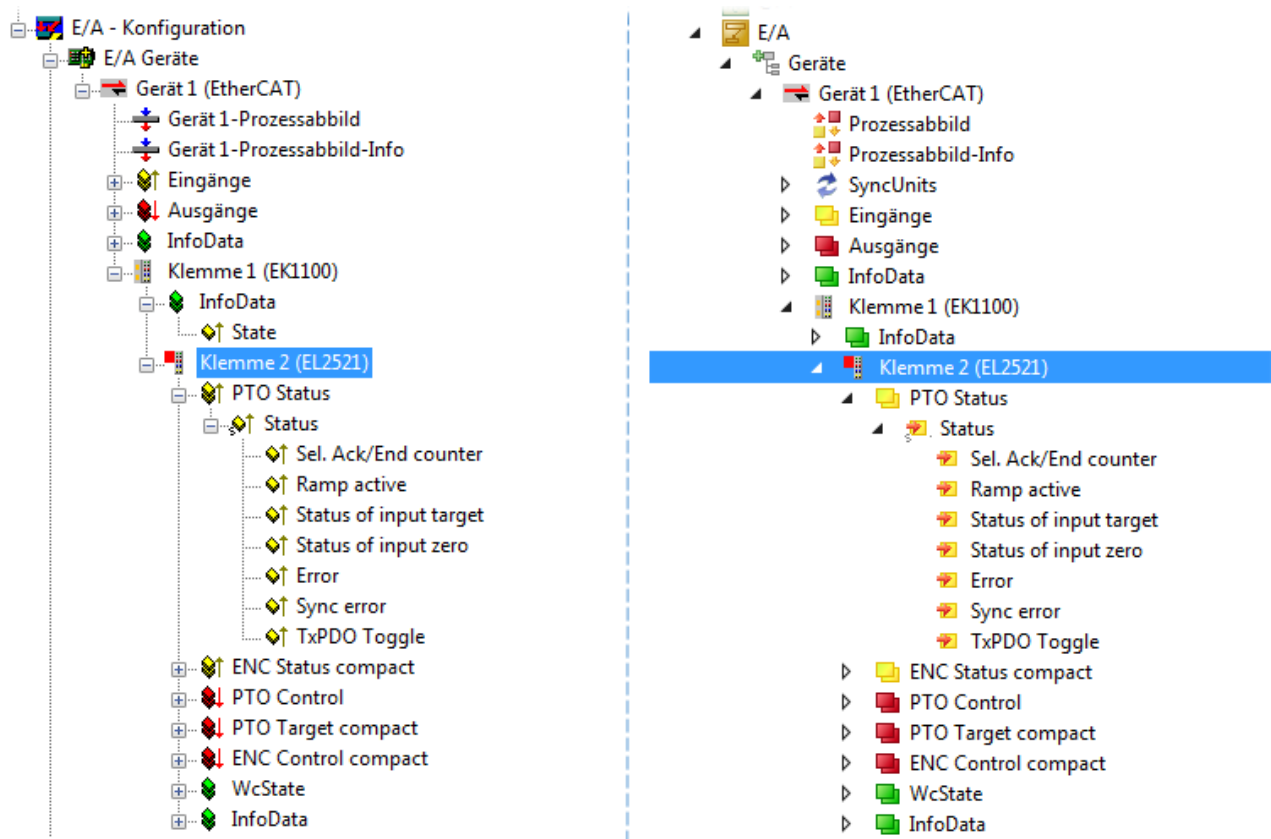 E/A - Konfiguration
E/A Geräte
Gerät 1 (EtherCAT)
Gerät 1-Prozessabbild
Gerät 1-Prozessabbild-Info
Eingänge
Ausgänge
InfoData
Klemme 1 (EK1100)
InfoData
State
Klemme 2 (EL2521)
PTO Status
Status
Sel. Ack/End counter
Ramp active
Status of input target
Status of input zero
Error
Sync error
TxPDO Toggle
ENC Status compact
PTO Control
PTO Target compact
ENC Control compact
WcState
InfoData
E/A
Geräte
Gerät 1 (EtherCAT)
Prozessabbild
Prozessabbild-Info
SyncUnits
Eingänge
Ausgänge
InfoData
Klemme 1 (EK1100)
InfoData
Klemme 2 (EL2521)
PTO Status
Status
Sel. Ack/End counter
Ramp active
Status of input target
Status of input zero
Error
Sync error
TxPDO Toggle
ENC Status compact
PTO Control
PTO Target compact
ENC Control compact
WcState
InfoData